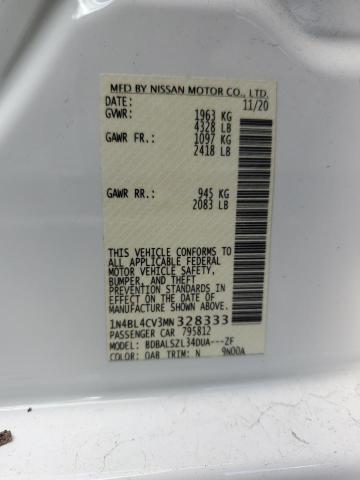 MFD BY NISSAN MOTOR CO., LTD.
DATE: 11/20
GVWR: 1963 KG
4328 LB
GAWR FR.: 1097 KG
2418 LB
GAWR RR.: 945 KG
2083 LB
THIS VEHICLE CONFORMS TO
ALL APPLICABLE FEDERAL
MOTOR VEHICLE SAFETY,
BUMPER, AND THEFT
PREVENTION STANDARDS
IN EFFECT ON THE DATE OF
MANUFACTURE SHOWN ABOVE.
1N4BL4CV3MN328333
PASSENGER CAR 795812
MODEL: BDBALSZL34DUA---ZF
COLOR: QAB TRIM: N 9N00A